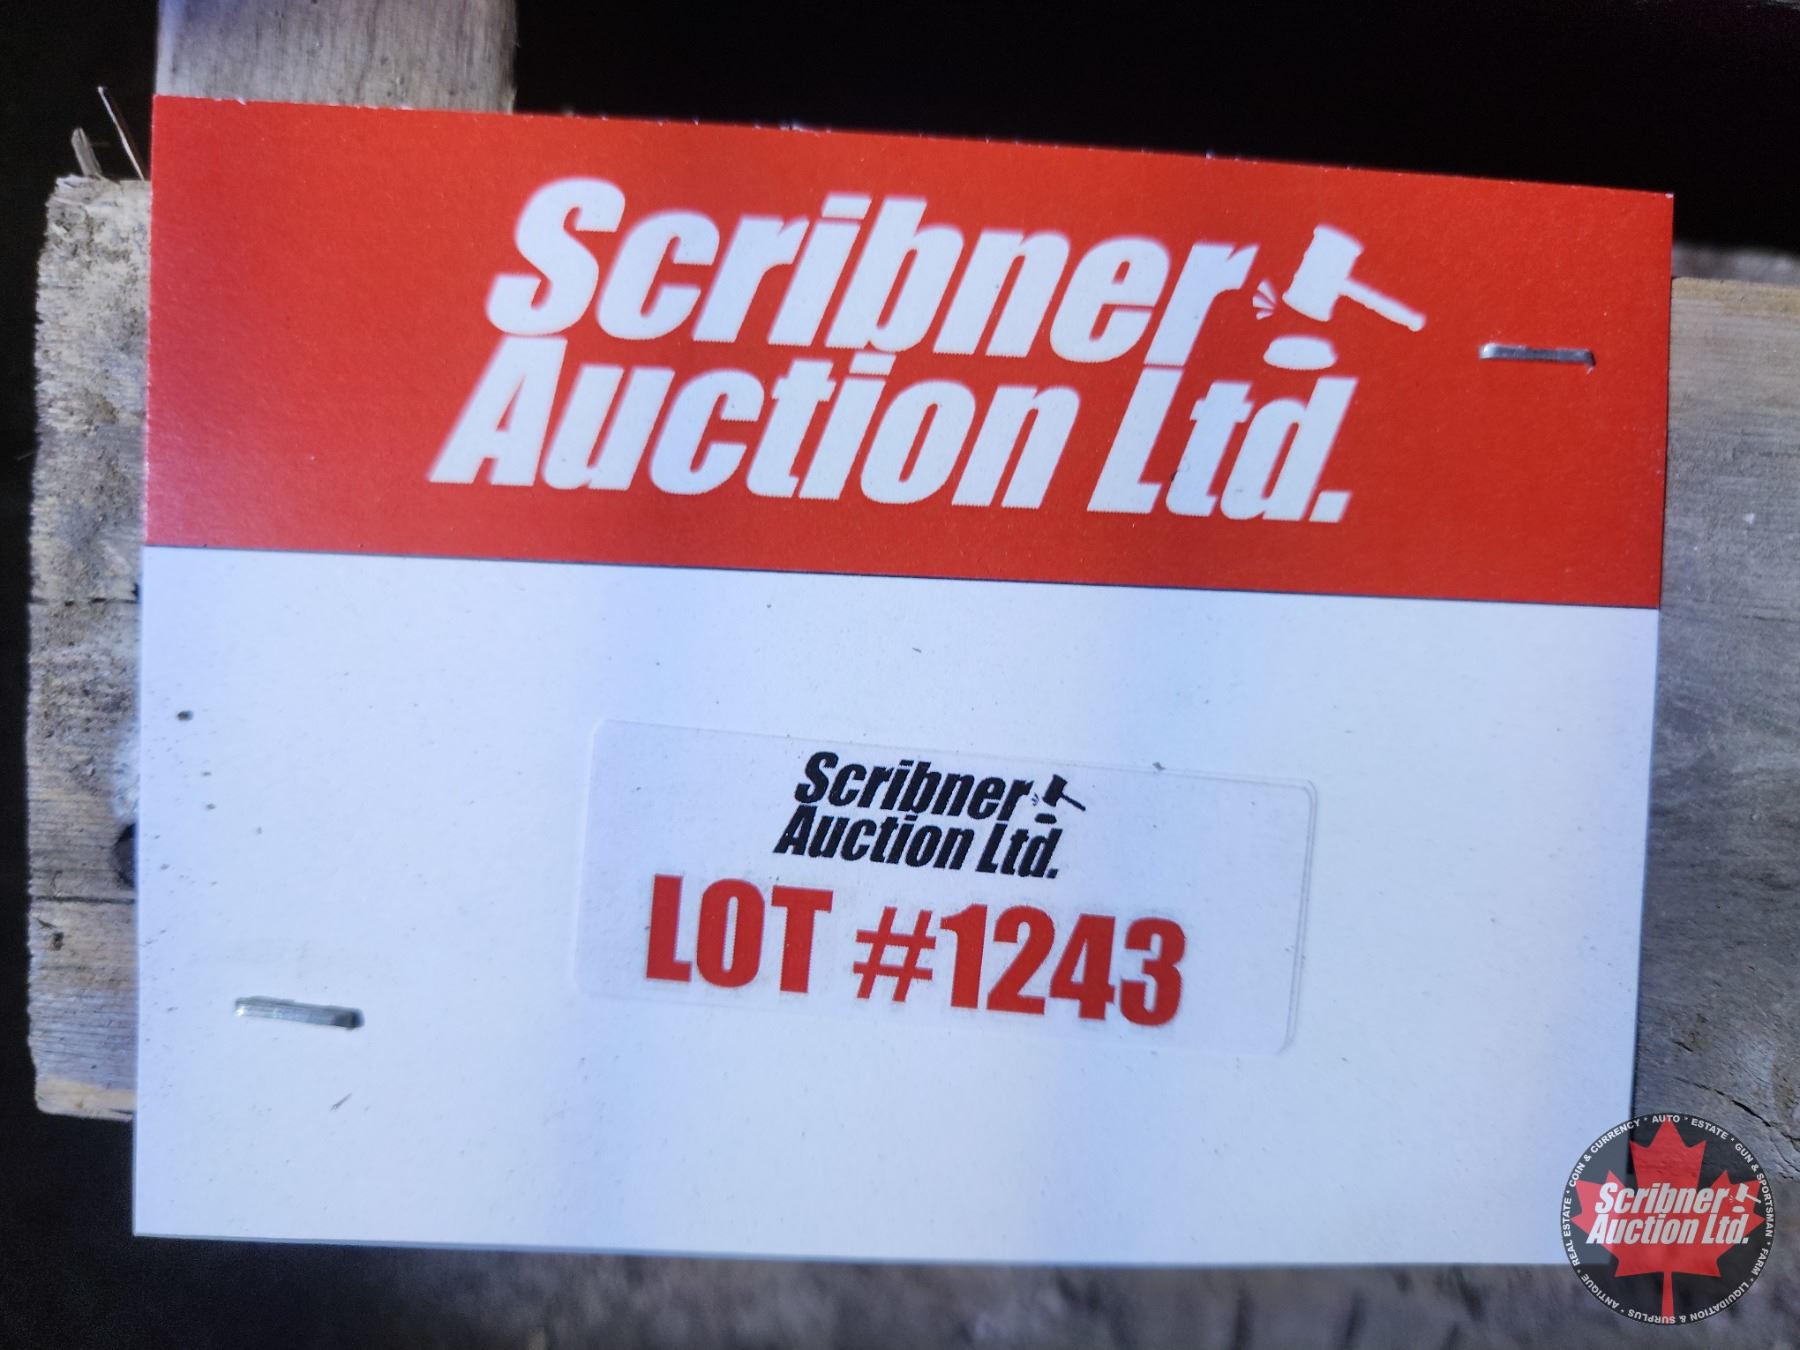 Scribner
Auction Ltd.
Scribner
Auction Ltd.
LOT #1243
COIN & CURRENCY * AUTO * ESTATE * GUN & SPORTSMAN * FARM * LIQUIDATION & SURPLUS * ANTIQUE * REAL ESTATE *
Scribner
Auction Ltd.